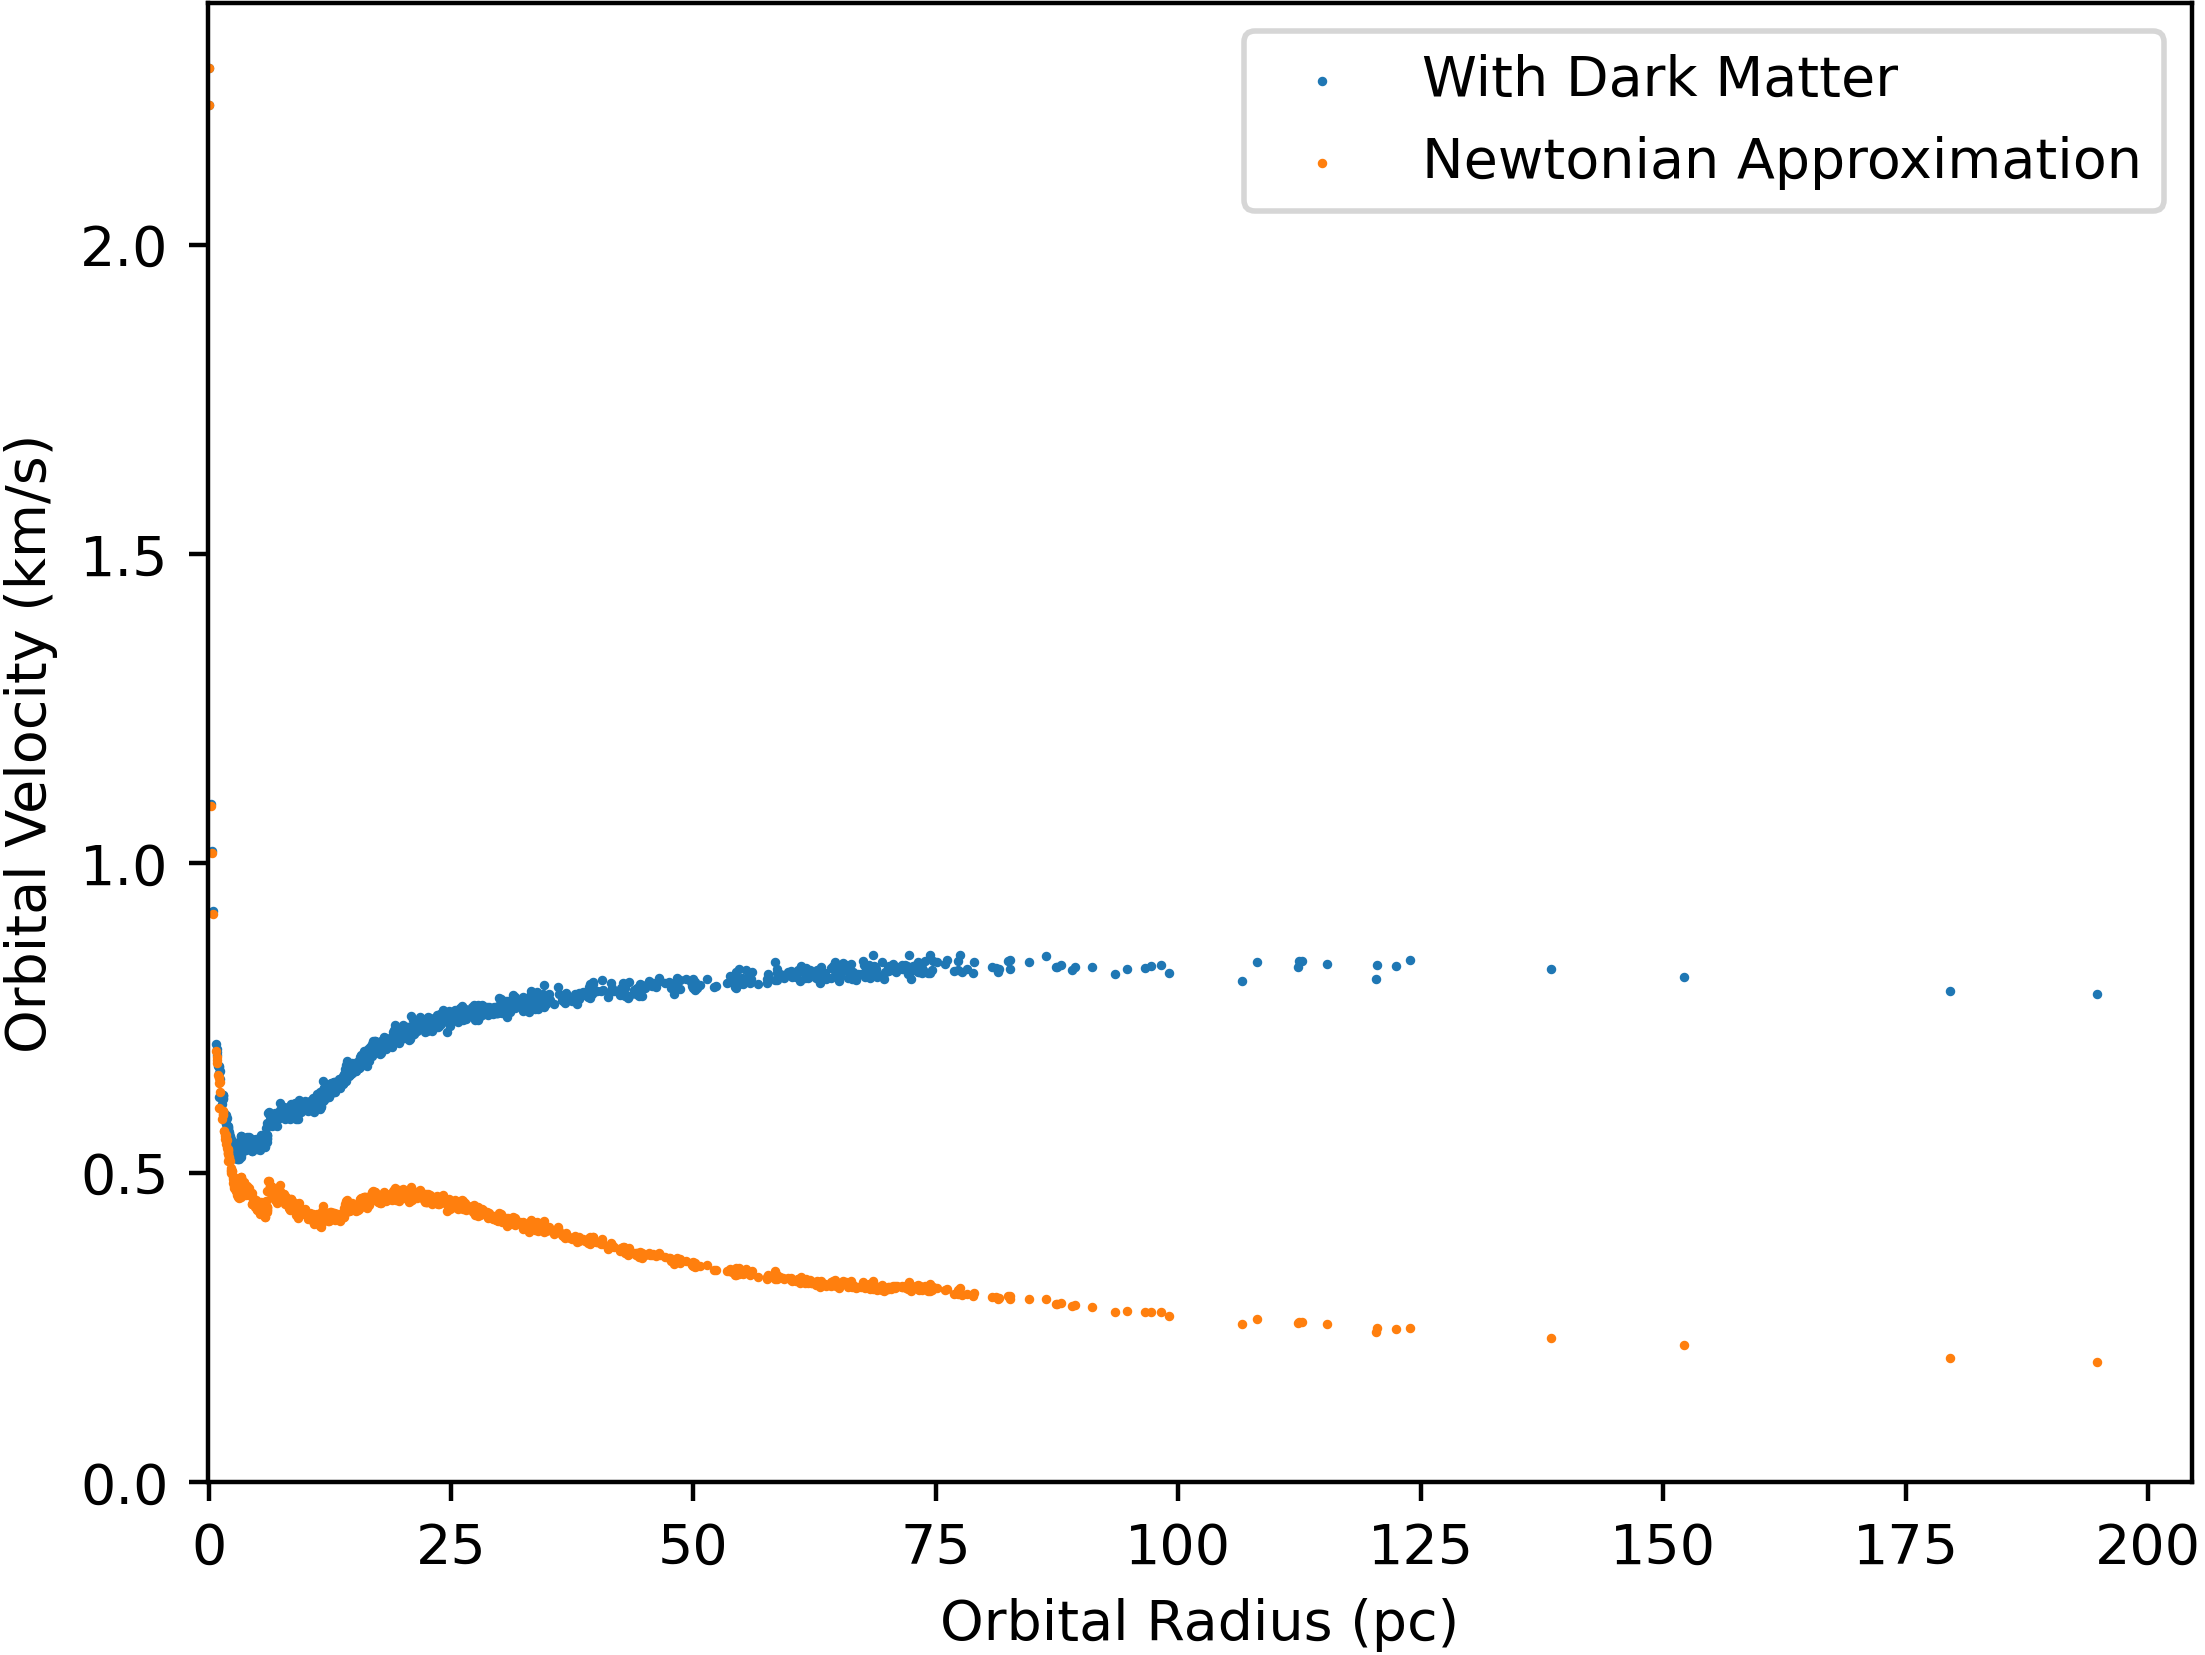 With Dark Matter
Newtonian Approximation
2.0
1.5
1.0
0.5
0.0
Orbital Velocity (km/s)
0 25 50 75 100 125 150 175 200
Orbital Radius (pc)